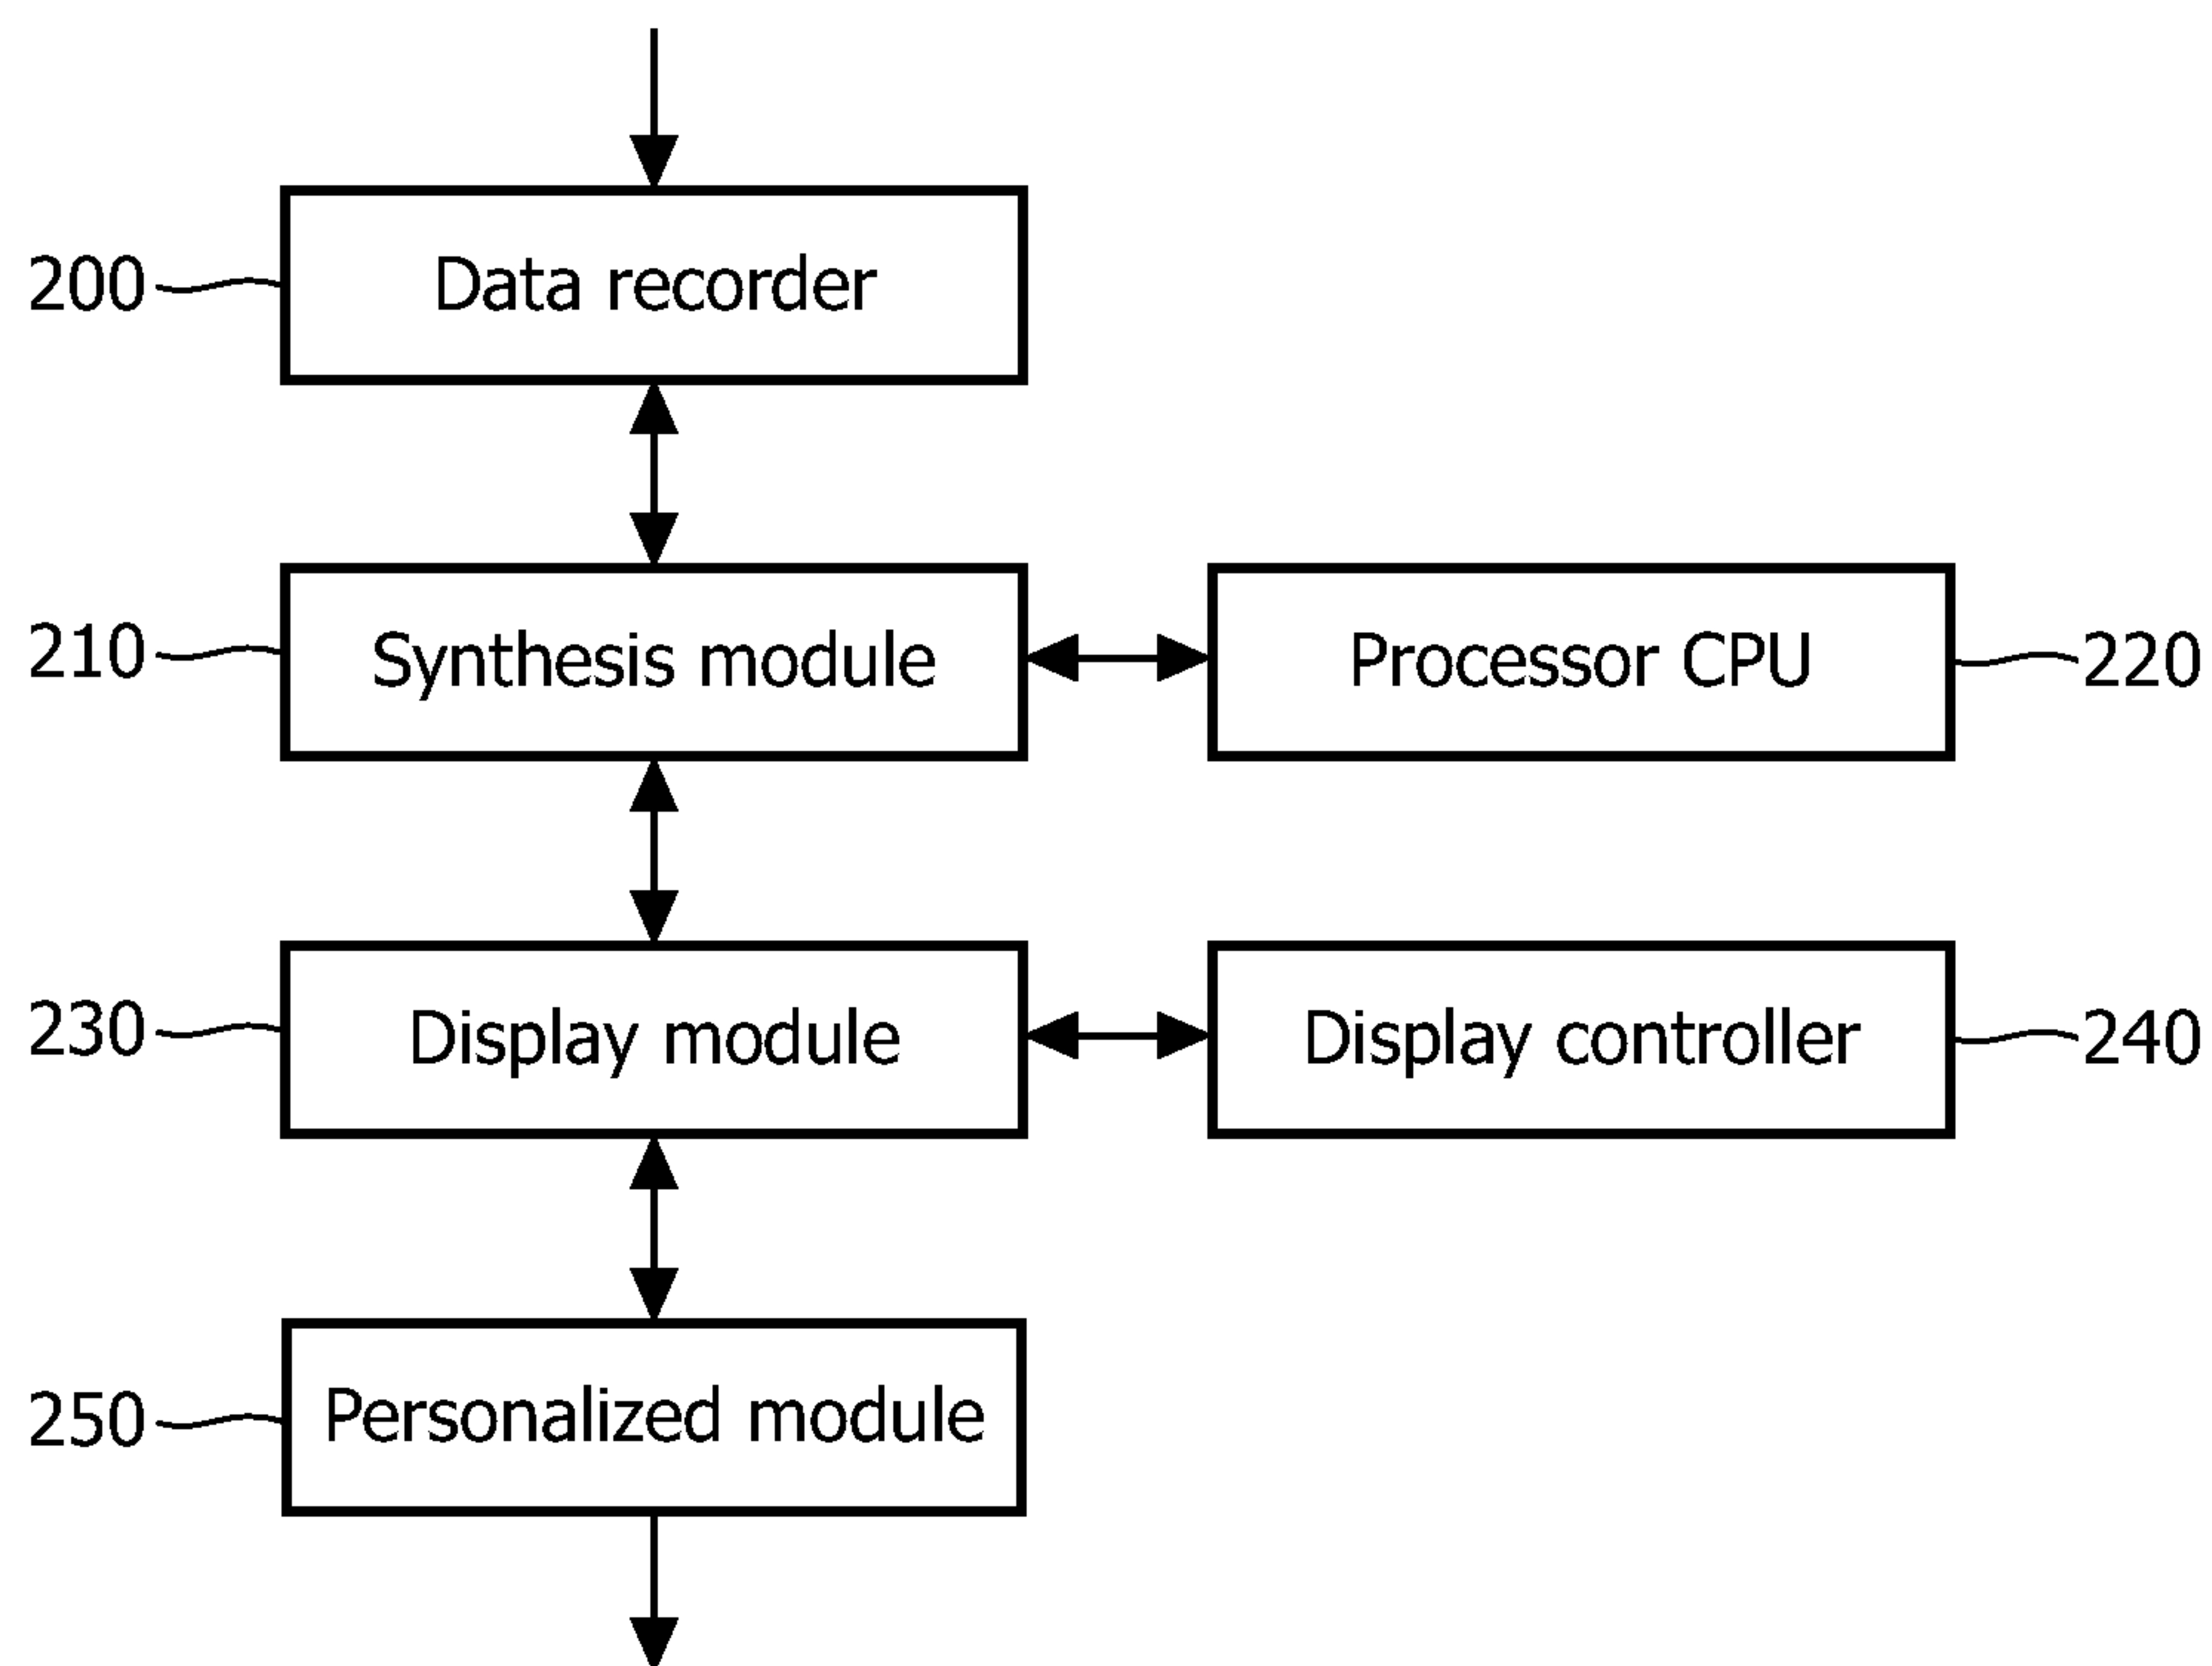 200 Data recorder
210 Synthesis module Processor CPU 220
230 Display module Display controller 240
250 Personalized module